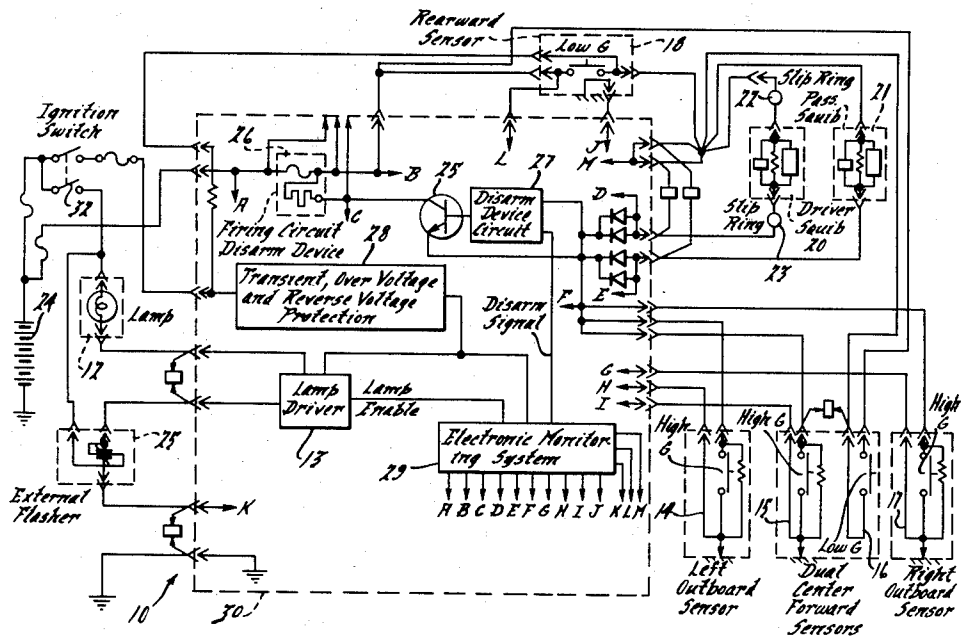 Rearward
Sensor
Low G
18
Slip Ring
22
Pass.
Squib
21
Ignition
Switch
26
25
27
L
J
M
A
B
C
D
32
Firing Circuit
Disarm Device
Disarm
Device
Circuit
Slip
Ring
Driver
Squib
20
23
28
Transient, Over Voltage
and Reverse Voltage
Protection
E
F
Disarm
Signal
24
Lamp
12
G
H
I
Lamp
Driver
Lamp
Enable
13
High
G
High
G
High
G
25
Electronic Monitor-
ing System
29
A B C D E F G H I J K L M
External
Flasher
K
14
15
Low G
16
17
10
30
Left
Outboard
Sensor
Dual
Center
Forward
Sensors
Right
Outboard
Sensor